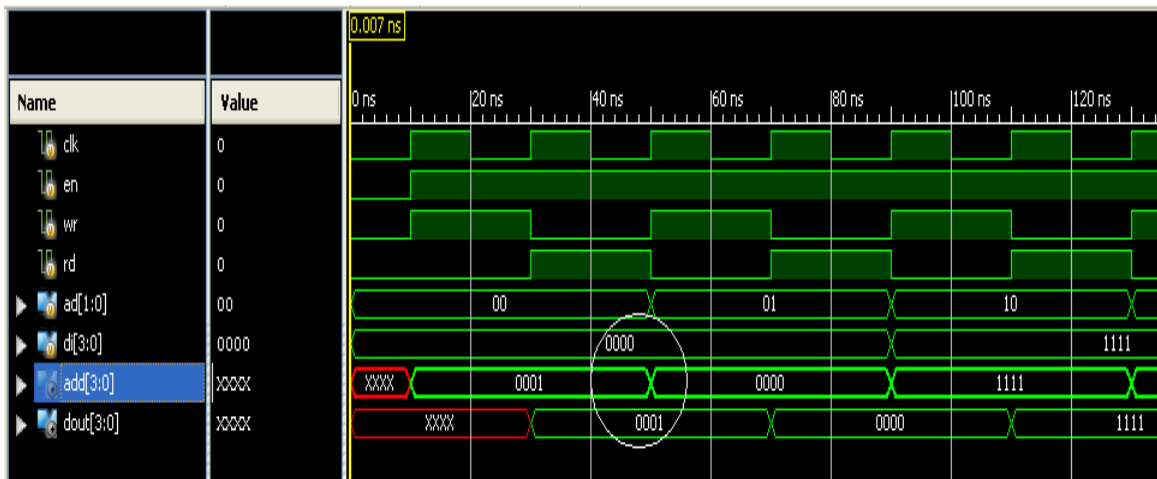 0.007 ns
Name Value 0 ns 20 ns 40 ns 60 ns 80 ns 100 ns 120 ns
clk 0
en 0
wr 0
rd 0
ad[1:0] 00 00 01 10
di[3:0] 0000 0000 1111
add[3:0] XXXX XXXX 0001 0000 1111
dout[3:0] XXXX XXXX 0001 0000 1111